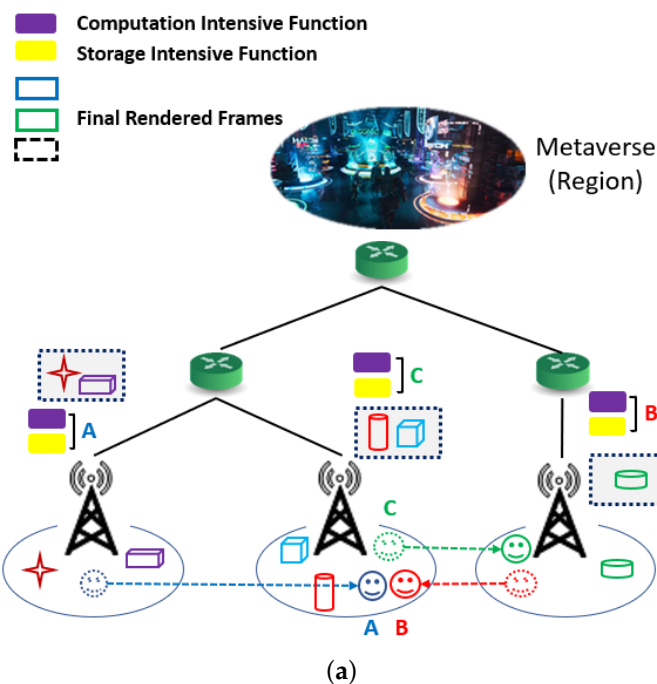 Computation Intensive Function
Storage Intensive Function
Final Rendered Frames
Metaverse
(Region)
C
A
B
C
A B
(a)